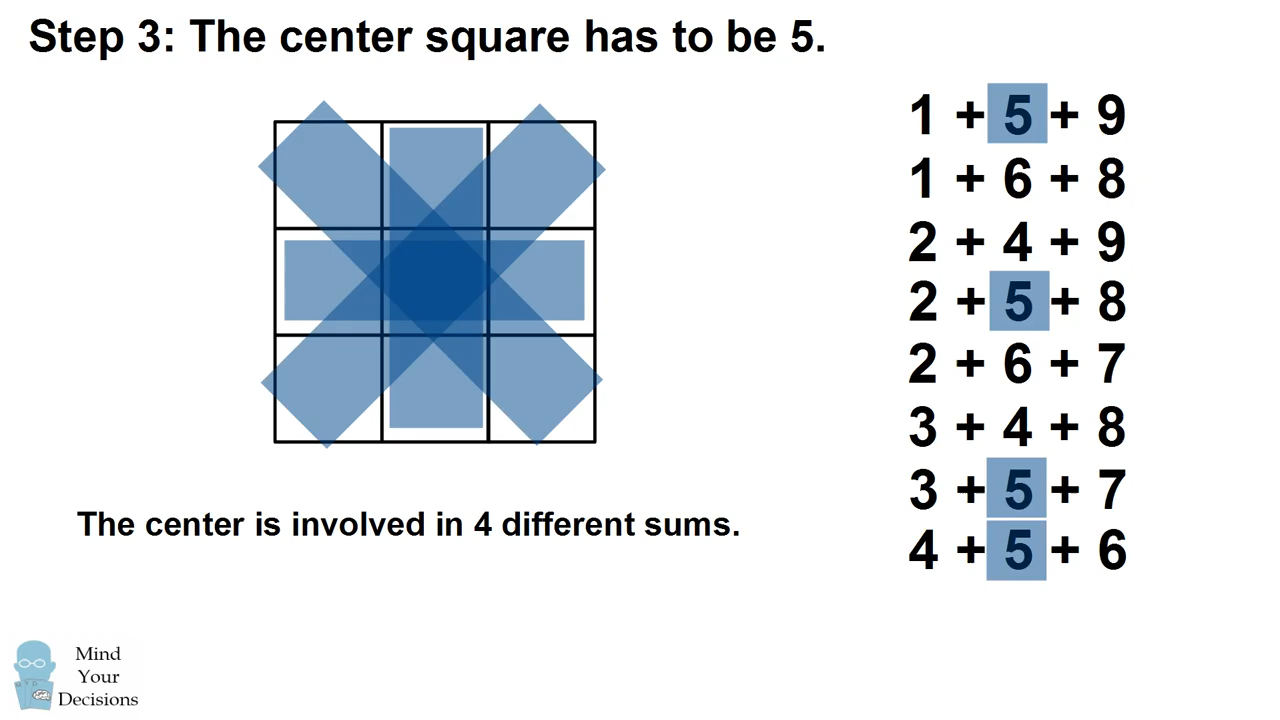 Step 3: The center square has to be 5.
1 + 5 + 9
1 + 6 + 8
2 + 4 + 9
2 + 5 + 8
2 + 6 + 7
3 + 4 + 8
3 + 5 + 7
4 + 5 + 6
The center is involved in 4 different sums.
Mind
Your
Decisions